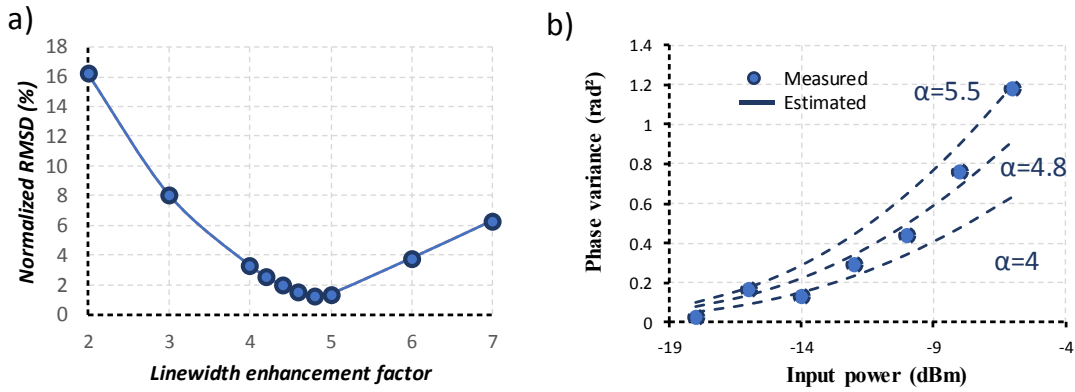 a)
Normalized RMSD (%)
18
16
14
12
10
8
6
4
2
0
2 3 4 5 6 7
Linewidth enhancement factor
b)
Phase variance (rad²)
1.4
1.2
1
0.8
0.6
0.4
0.2
0
Measured
Estimated
α=5.5
α=4.8
α=4
-19 -14 -9 -4
Input power (dBm)